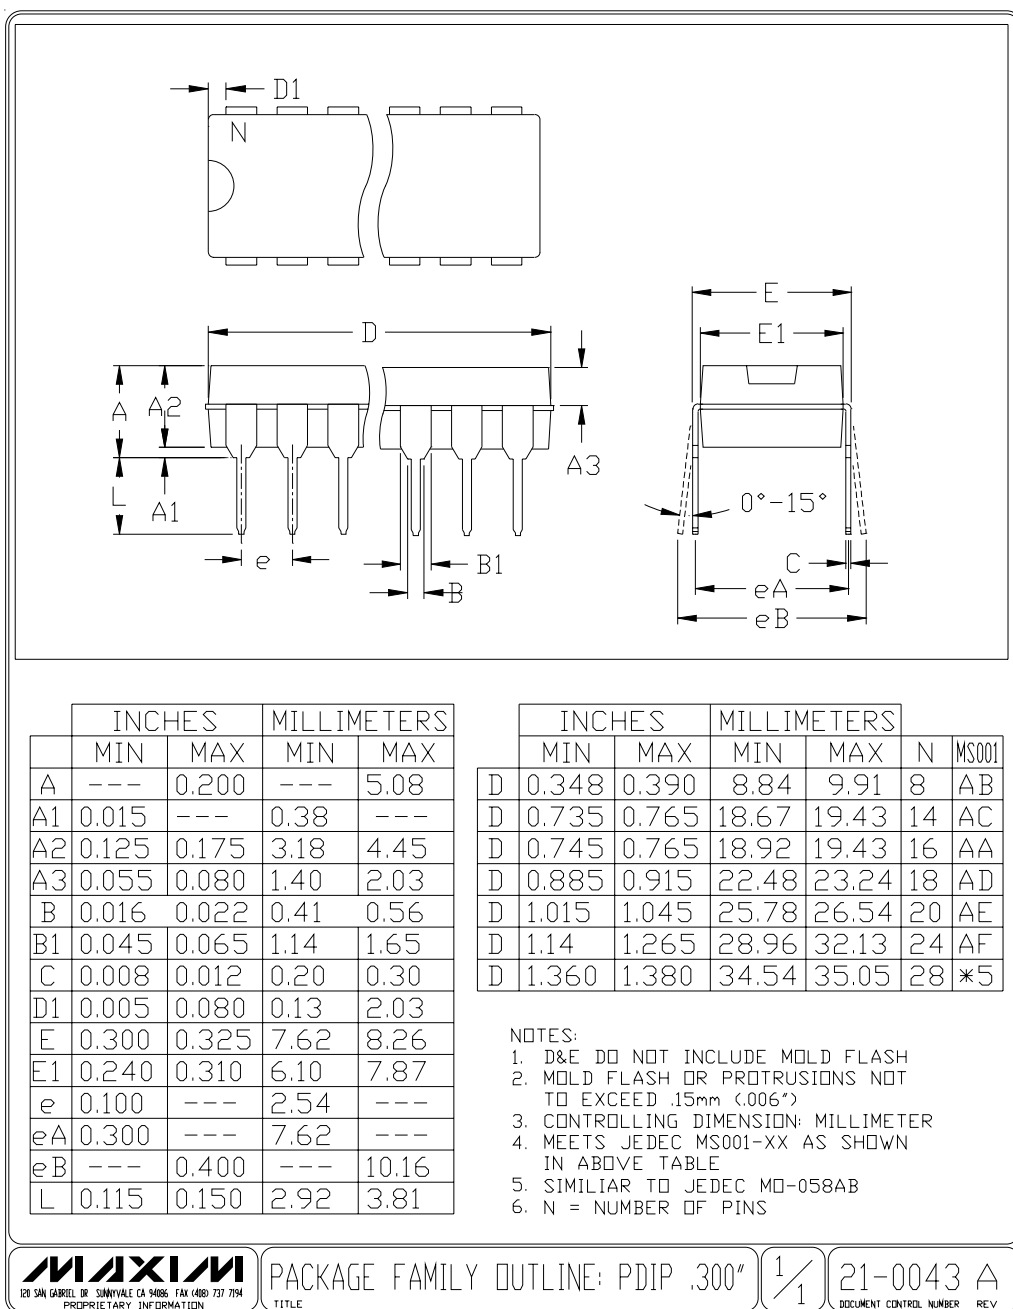 D1
N
E
E1
D
A
A2
A3
L
A1
0°-15°
e
B1
B
C
eA
eB
INCHES MILLIMETERS
MIN MAX MIN MAX
A --- 0.200 --- 5.08
A1 0.015 --- 0.38 ---
A2 0.125 0.175 3.18 4.45
A3 0.055 0.080 1.40 2.03
B 0.016 0.022 0.41 0.56
B1 0.045 0.065 1.14 1.65
C 0.008 0.012 0.20 0.30
D1 0.005 0.080 0.13 2.03
E 0.300 0.325 7.62 8.26
E1 0.240 0.310 6.10 7.87
e 0.100 --- 2.54 ---
eA 0.300 --- 7.62 ---
eB --- 0.400 --- 10.16
L 0.115 0.150 2.92 3.81
INCHES MILLIMETERS
MIN MAX MIN MAX N MS001
D 0.348 0.390 8.84 9.91 8 AB
D 0.735 0.765 18.67 19.43 14 AC
D 0.745 0.765 18.92 19.43 16 AA
D 0.885 0.915 22.48 23.24 18 AD
D 1.015 1.045 25.78 26.54 20 AE
D 1.14 1.265 28.96 32.13 24 AF
D 1.360 1.380 34.54 35.05 28 *5
NOTES:
1. D&E DO NOT INCLUDE MOLD FLASH
2. MOLD FLASH OR PROTRUSIONS NOT
TO EXCEED .15mm (.006")
3. CONTROLLING DIMENSION: MILLIMETER
4. MEETS JEDEC MS001-XX AS SHOWN
IN ABOVE TABLE
5. SIMILIAR TO JEDEC MO-058AB
6. N = NUMBER OF PINS
MAXIM
120 SAN GABRIEL DR SUNNYVALE CA 94086 FAX (408) 737 7194
PROPRIETARY INFORMATION
PACKAGE FAMILY OUTLINE: PDIP .300"
TITLE
1/1
21-0043 A
DOCUMENT CONTROL NUMBER REV